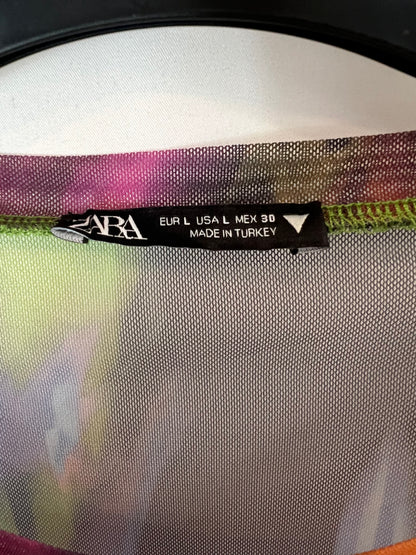 ZARA
EUR L USA L MEX 30
MADE IN TURKEY